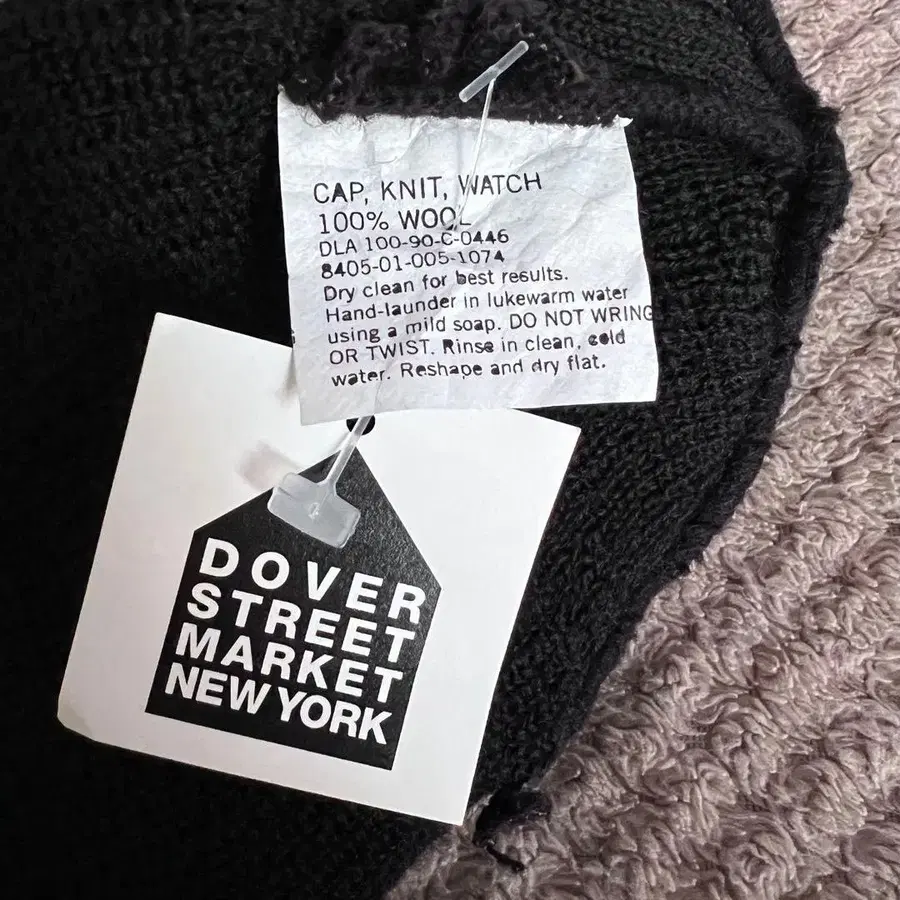 CAP, KNIT, WATCH
100% WOOL
DLA 100-90-C-0446
8405-01-005-1074
Dry clean for best results.
Hand-launder in lukewarm water
using a mild soap. DO NOT WRING
OR TWIST. Rinse in clean, cold
water. Reshape and dry flat.
DOVER
STREET
MARKET
NEW YORK